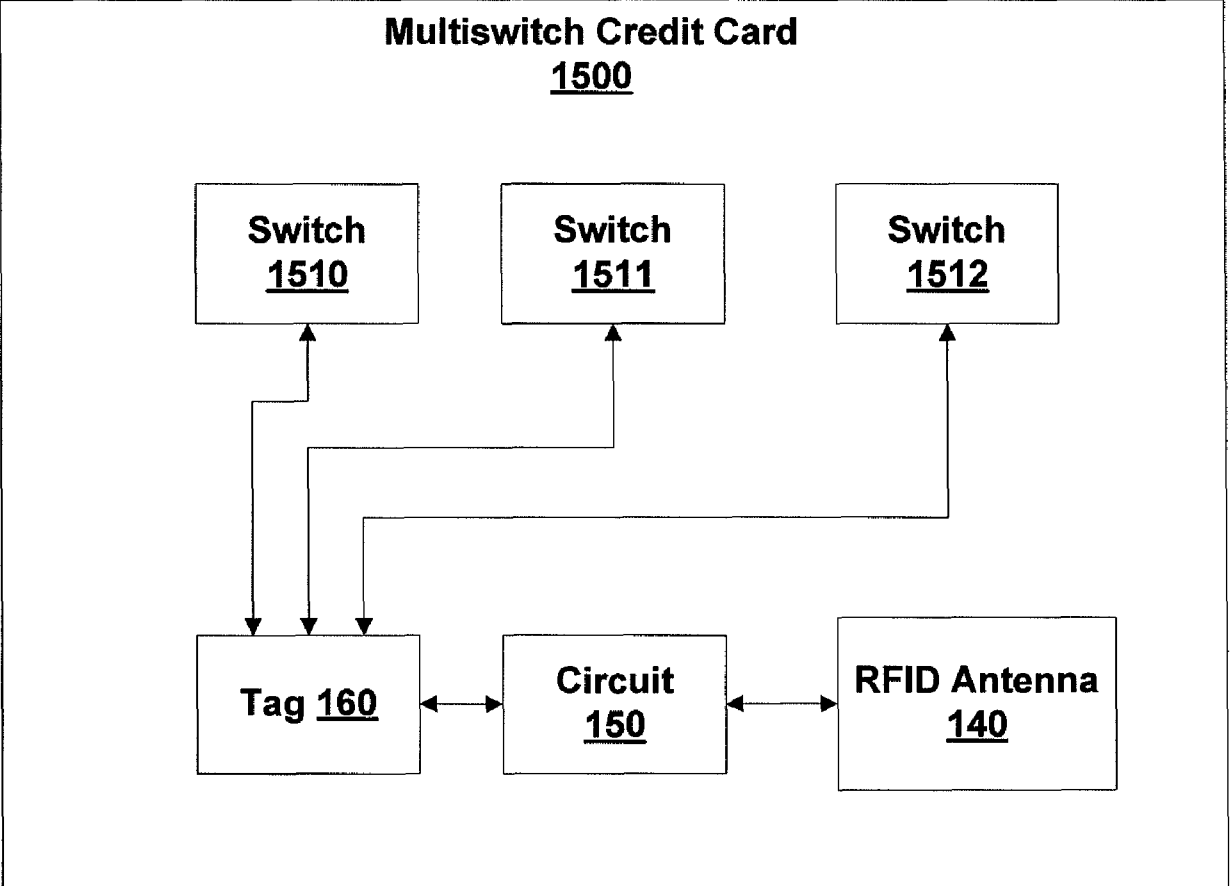 Multiswitch Credit Card
1500
Switch
1510
Switch
1511
Switch
1512
Tag 160
Circuit
150
RFID Antenna
140